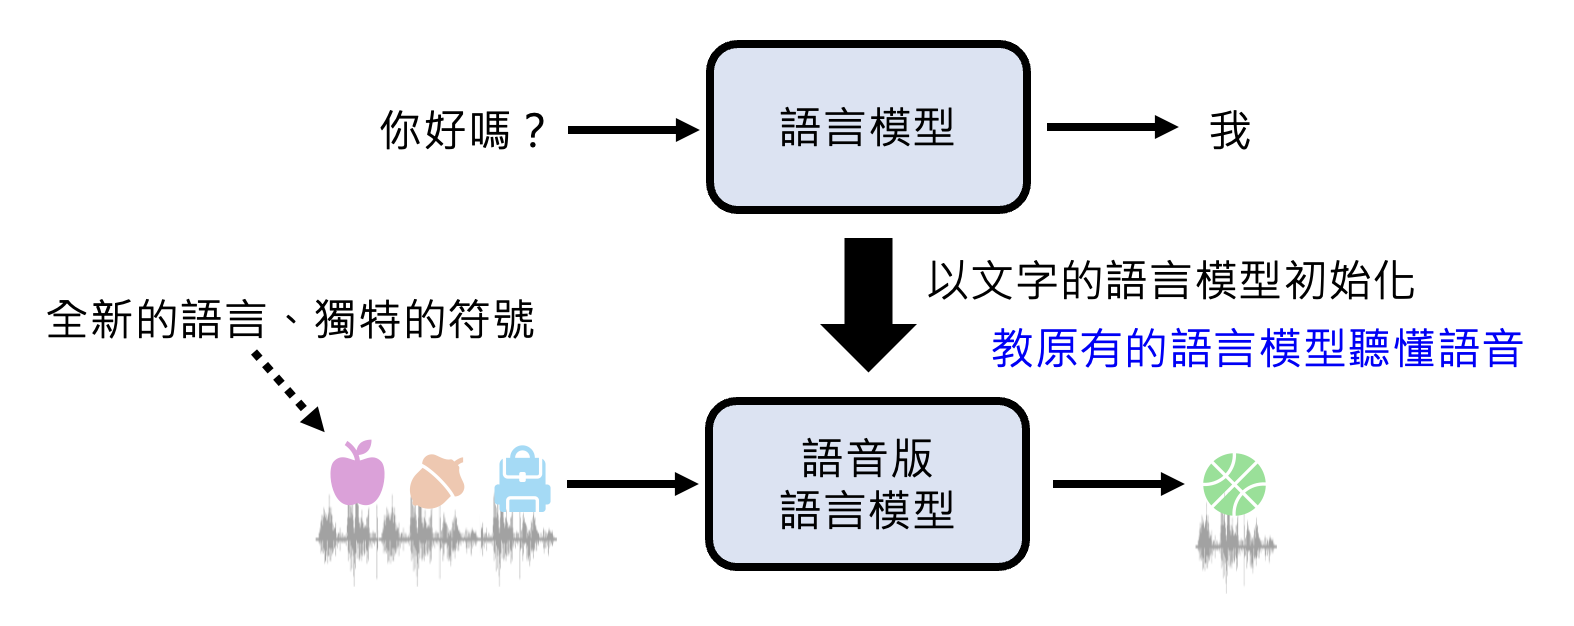 你好嗎？
語言模型
我
以文字的語言模型初始化
教原有的語言模型聽懂語音
全新的語言、獨特的符號
語音版
語言模型